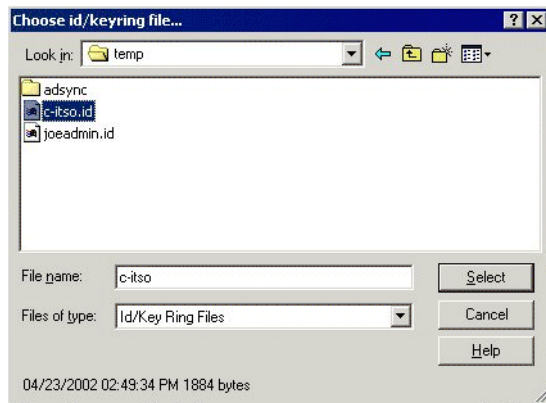 Choose id/keyring file...
Look in: temp
adsync
c-itso.id
joeadmin.id
File name: c-itso Select
Files of type: Id/Key Ring Files Cancel
Help
04/23/2002 02:49:34 PM 1884 bytes